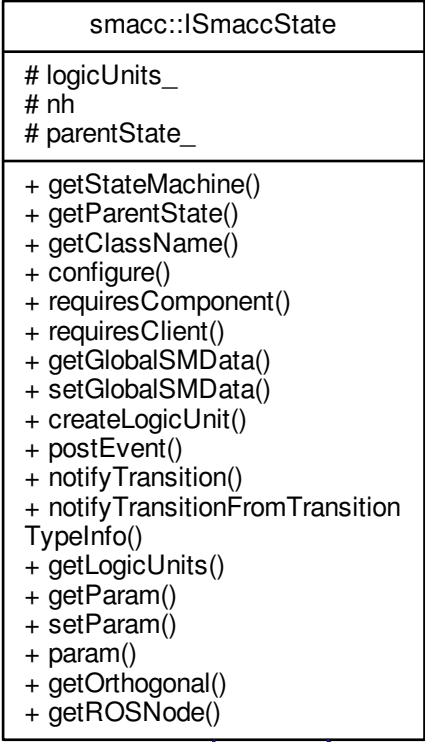 smacc::ISmaccState
# logicUnits_
# nh
# parentState_
+ getStateMachine()
+ getParentState()
+ getClassName()
+ configure()
+ requiresComponent()
+ requiresClient()
+ getGlobalSMData()
+ setGlobalSMData()
+ createLogicUnit()
+ postEvent()
+ notifyTransition()
+ notifyTransitionFromTransition
TypeInfo()
+ getLogicUnits()
+ getParam()
+ setParam()
+ param()
+ getOrthogonal()
+ getROSNode()